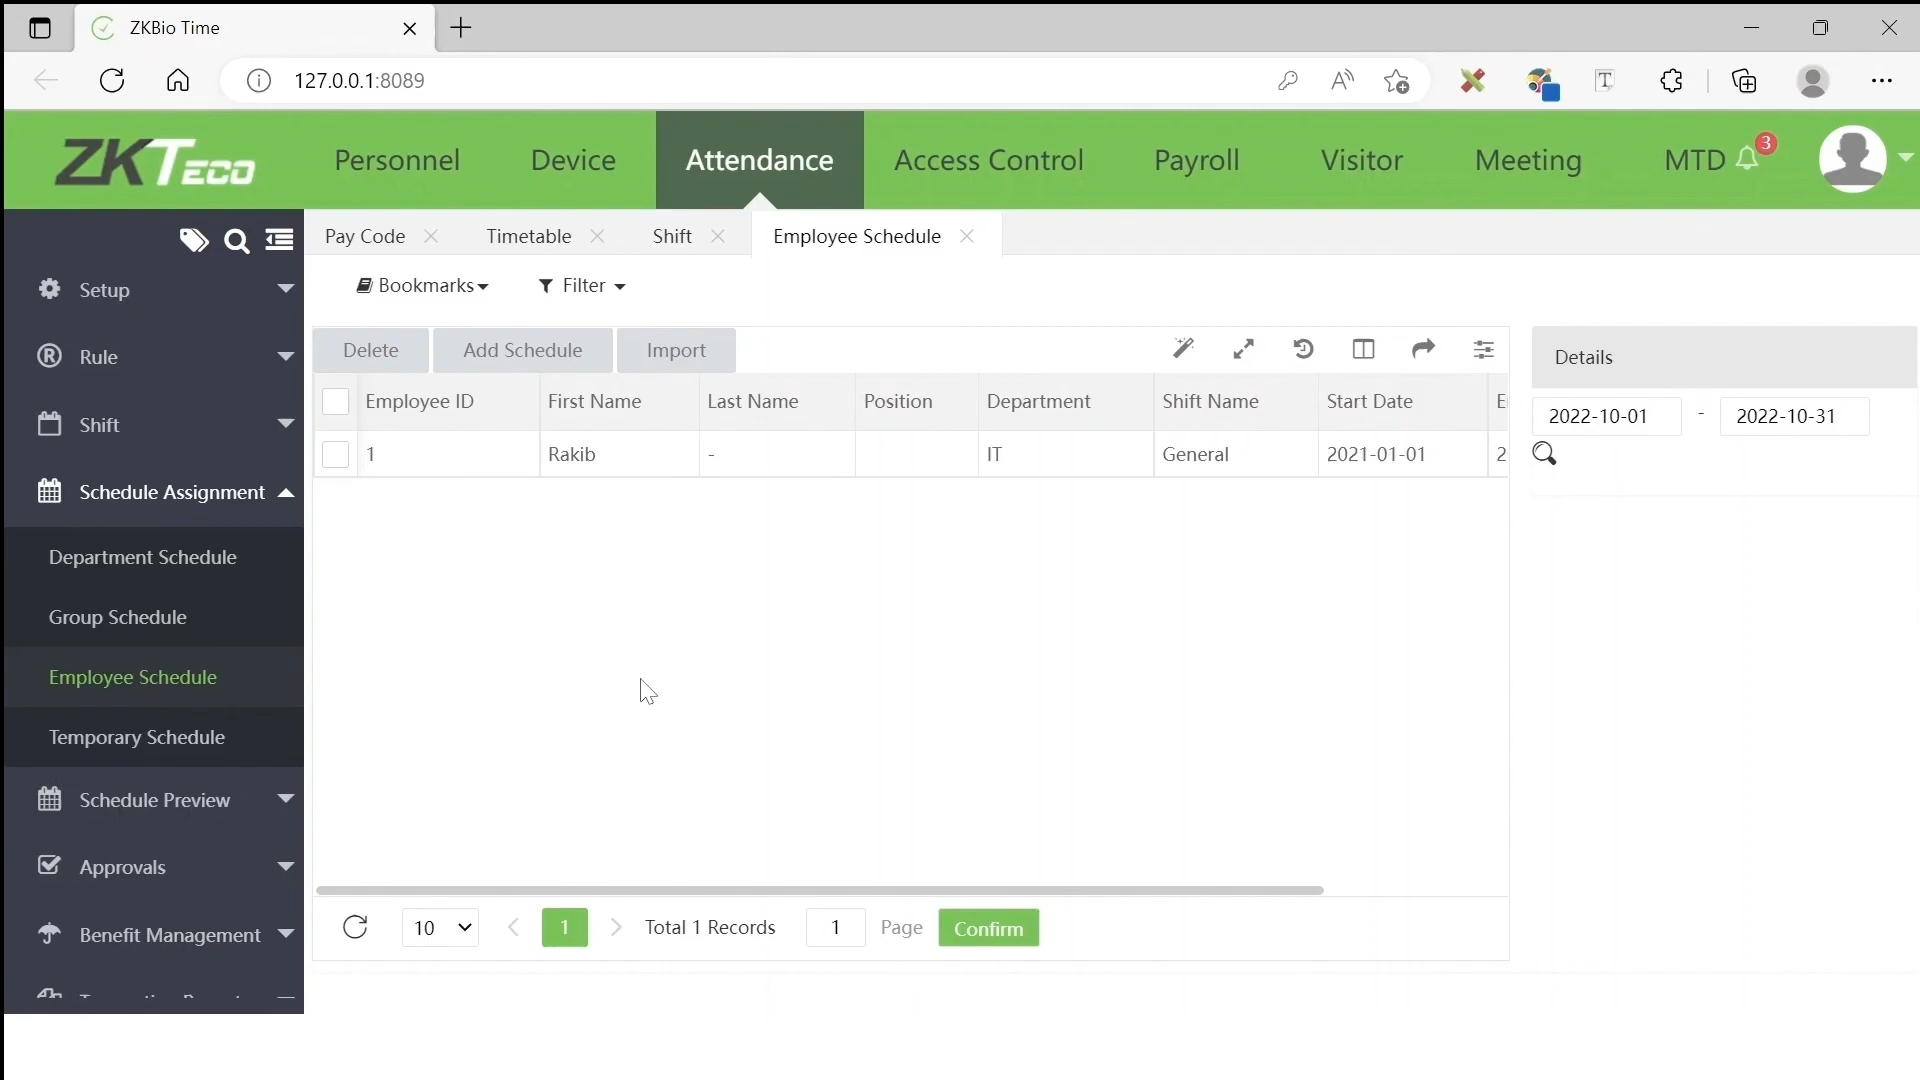 ZKBio Time
127.0.0.1:8089
ZKTeco
Personnel
Device
Attendance
Access Control
Payroll
Visitor
Meeting
MTD
3
Pay Code
Timetable
Shift
Employee Schedule
Bookmarks
Filter
Setup
Rule
Shift
Schedule Assignment
Department Schedule
Group Schedule
Employee Schedule
Temporary Schedule
Schedule Preview
Approvals
Benefit Management
Delete
Add Schedule
Import
Employee ID First Name Last Name Position Department Shift Name Start Date
1 Rakib - IT General 2021-01-01 2
10
1
Total 1 Records
1
Page
Confirm
Details
2022-10-01 - 2022-10-31